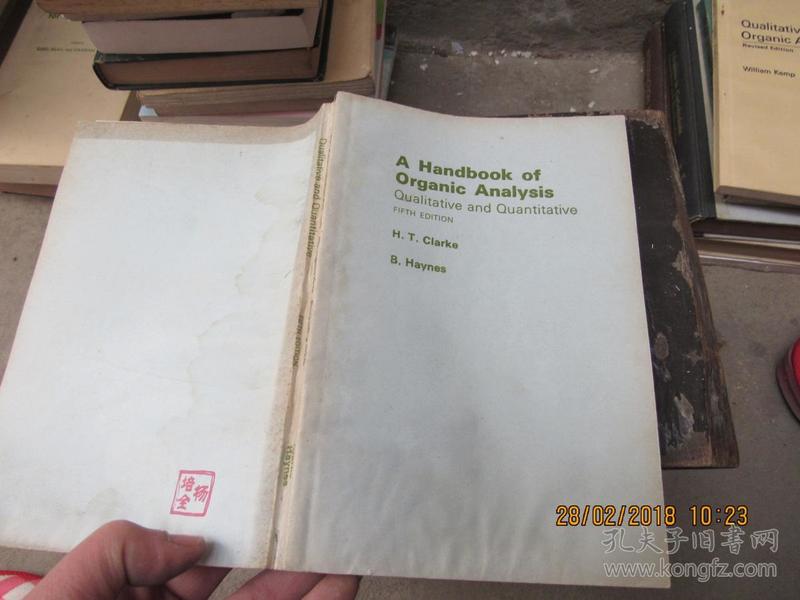 A Handbook of
Organic Analysis
Qualitative and Quantitative
FIFTH EDITION
H. T. Clarke
B. Haynes
Qualitative and Quantitative
FIFTH EDITION
Haynes
杨
培
全
Qualitativ
Organic A
Revised Edition
William Kemp
28/02/2018 10:23
孔夫子旧书网
www.kongfz.com